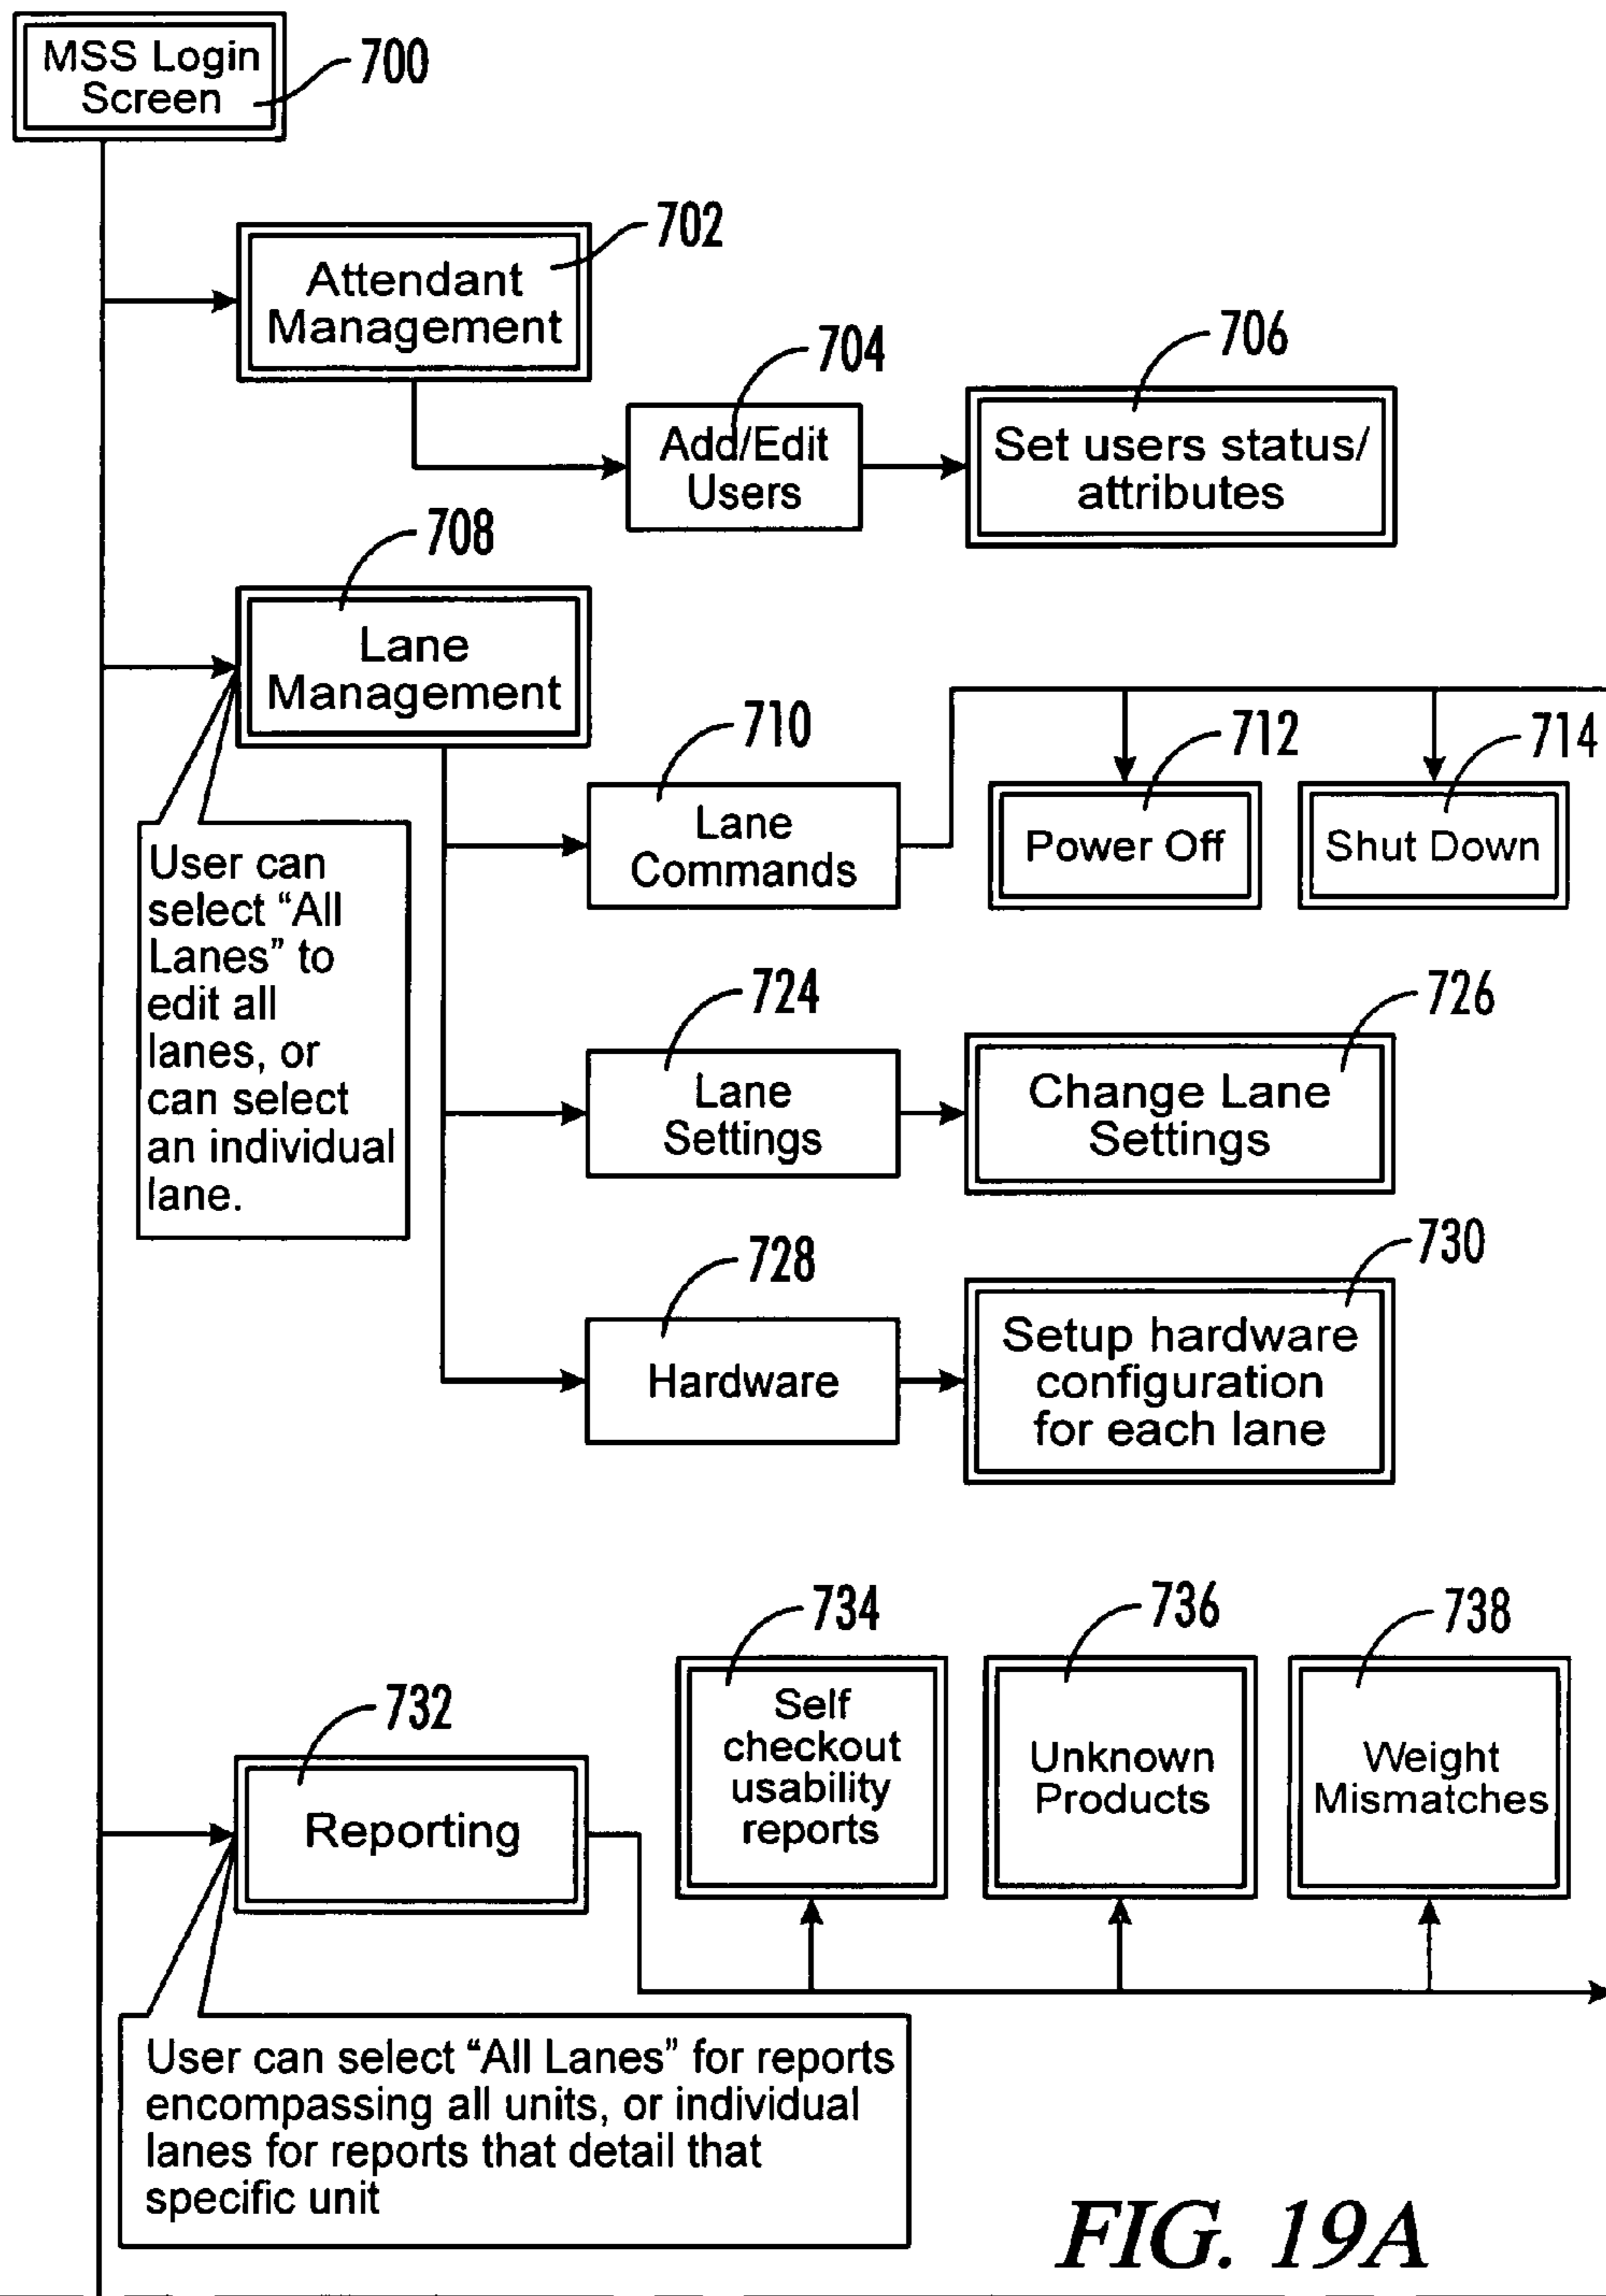 MSS Login
Screen
700
702
Attendant
Management
704
Add/Edit
Users
706
Set users status/
attributes
708
Lane
Management
User can
select “All
Lanes” to
edit all
lanes, or
can select
an individual
lane.
710
Lane
Commands
712
Power Off
714
Shut Down
724
Lane
Settings
726
Change Lane
Settings
728
Hardware
730
Setup hardware
configuration
for each lane
732
Reporting
734
Self
checkout
usability
reports
736
Unknown
Products
738
Weight
Mismatches
User can select “All Lanes” for reports
encompassing all units, or individual
lanes for reports that detail that
specific unit
FIG. 19A